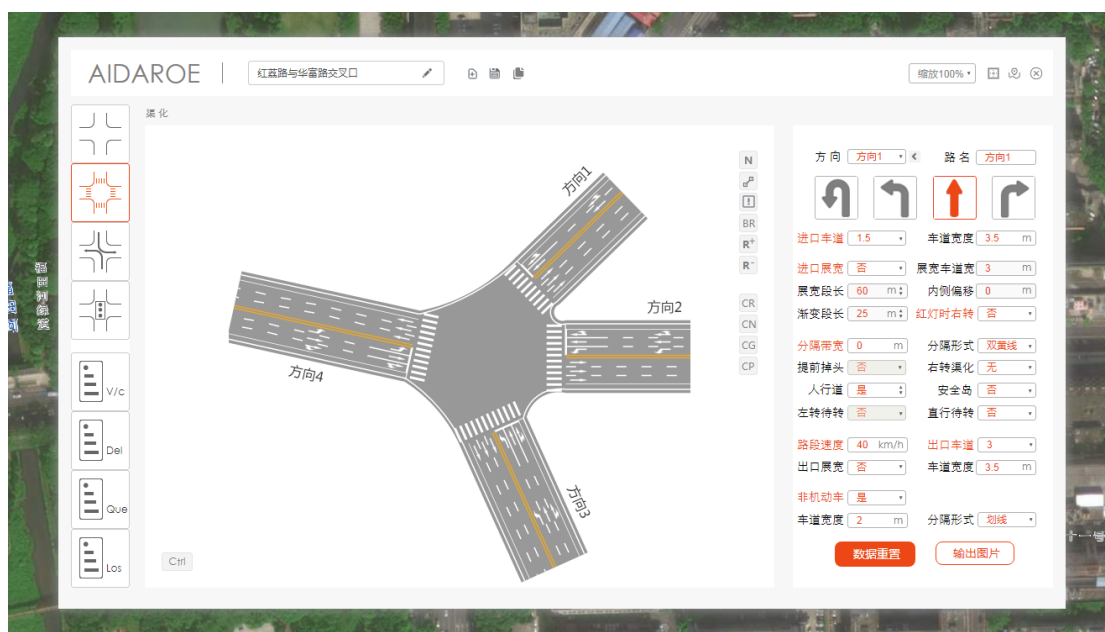 AIDAROE
红荔路与华富路交叉口
缩放100%
渠化
方向1
方向2
方向3
方向4
N
BR
R+
R-
CR
CN
CG
CP
Ctrl
V/c
Del
Que
Los
方向 方向1 路名 方向1
进口车道 1.5 车道宽度 3.5 m
进口展宽 否 展宽车道宽 3 m
展宽段长 60 m 内侧偏移 0 m
渐变段长 25 m 红灯时右转 否
分隔带宽 0 m 分隔形式 双黄线
提前掉头 否 右转渠化 无
人行道 是 安全岛 否
左转待转 否 直行待转 否
路段速度 40 km/h 出口车道 3
出口展宽 否 车道宽度 3.5 m
非机动车 是
车道宽度 2 m 分隔形式 划线
数据重置 输出图片
福田河绿道
十一号